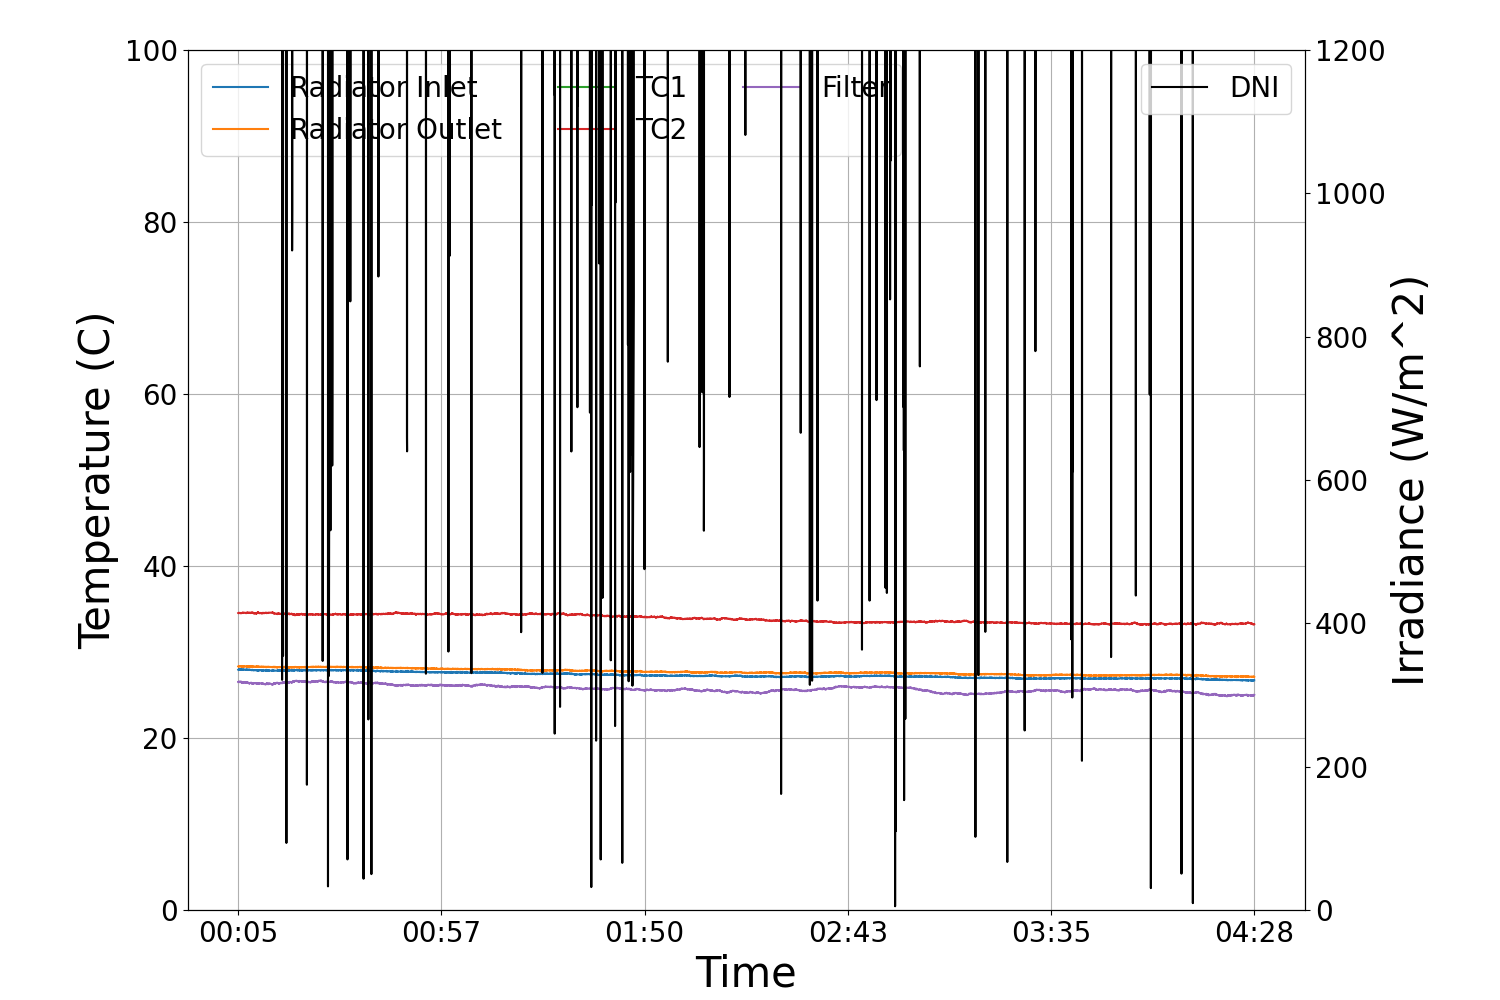 100
80
60
40
20
0
Temperature (C)
Radiator Inlet
Radiator Outlet
TC1
TC2
Filter
DNI
1200
1000
800
600
400
200
0
Irradiance (W/m^2)
00:05 00:57 01:50 02:43 03:35 04:28
Time